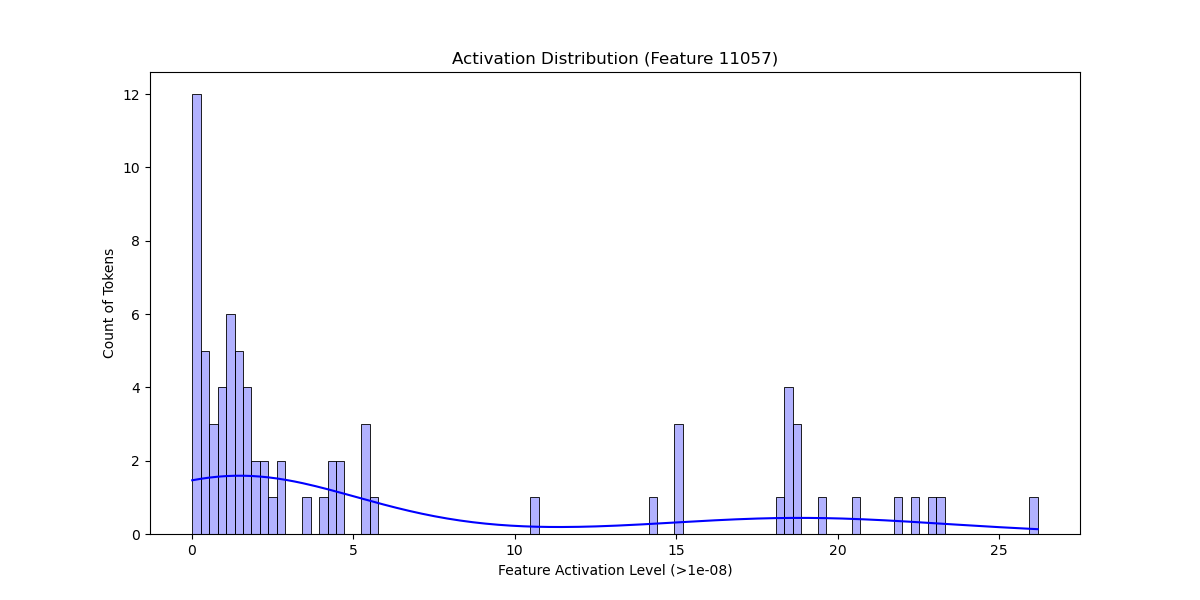 Activation Distribution (Feature 11057)
12
10
8
6
4
2
0
Count of Tokens
0 5 10 15 20 25
Feature Activation Level (>1e-08)